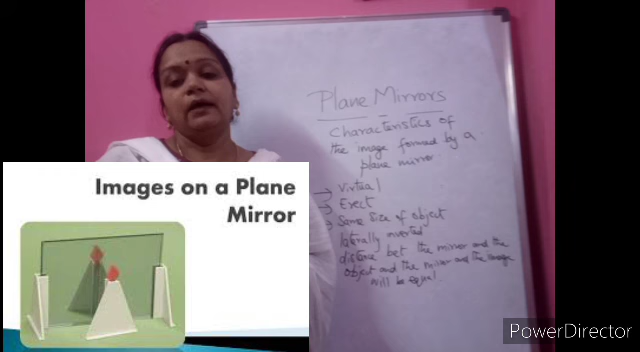 Plane Mirrors
Characteristics of
the image formed by a
plane mirror
→ Virtual
→ Erect
→ Same size of object
laterally inverted
distance bet the mirror and the
object and the mirror and the image
will be equal
Images on a Plane
Mirror
PowerDirector